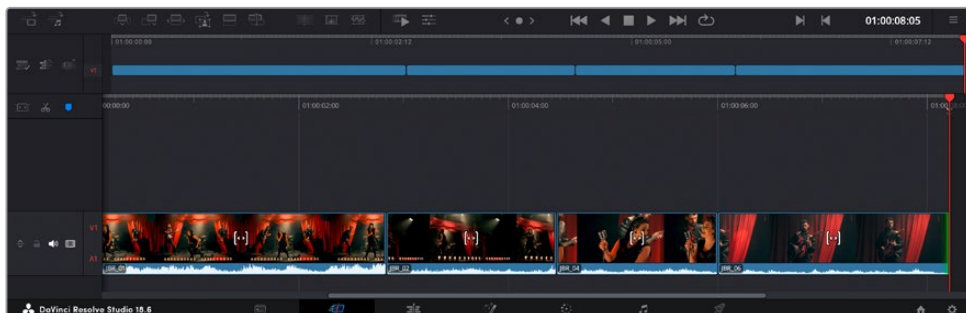 01:00:08:05
01:00:00:00 01:00:02:12 01:00:05:00 01:00:07:12
V1
00:00:00 01:00:02:00 01:00:04:00 01:00:06:00
V1
A1
JBR_01 JBR_02 JBR_04 JBR_06
DaVinci Resolve Studio 18.6